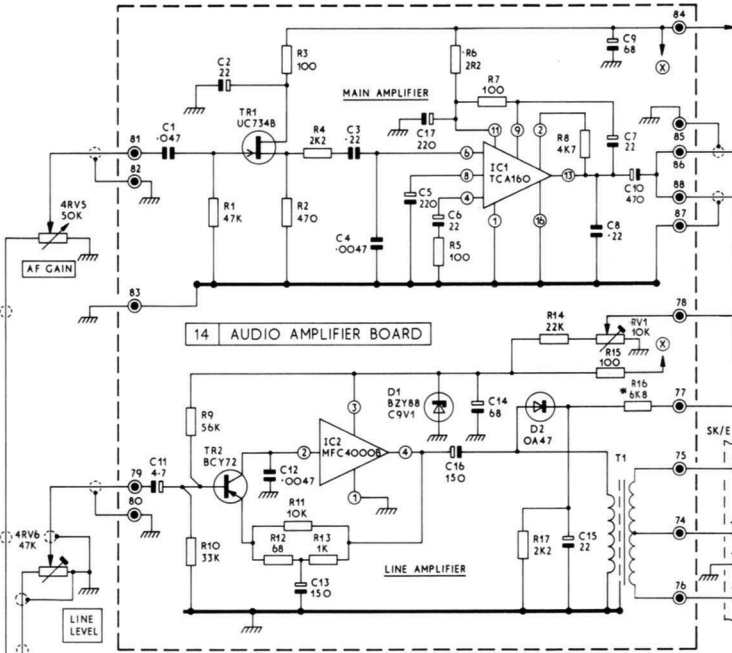 84
C9
68
R3
100
R6
2R2
C2
22
X
MAIN AMPLIFIER
R7
100
TR1
UC734B
C17
220
11
9
2
R8
4K7
C7
22
81
C1
.047
R4
2K2
C3
.22
85
86
82
6
8
4
IC1
TCA160
13
C10
470
88
87
4RV5
50K
R1
47K
R2
470
C5
220
C6
22
R5
100
1
16
C8
.22
C4
.0047
AF GAIN
83
14 AUDIO AMPLIFIER BOARD
R14
22K
RV1
10K
78
R15
100
X
D1
BZY88
C9V1
C14
68
*R16
6K8
77
R9
56K
3
D2
OA47
SK/E
TR2
BCY72
2
IC2
MFC4000B
4
T1
75
79
C11
4·7
C12
.0047
C16
150
80
1
R11
10K
4RV6
47K
R10
33K
R12
68
R13
1K
R17
2K2
C15
22
74
LINE AMPLIFIER
C13
150
76
LINE
LEVEL